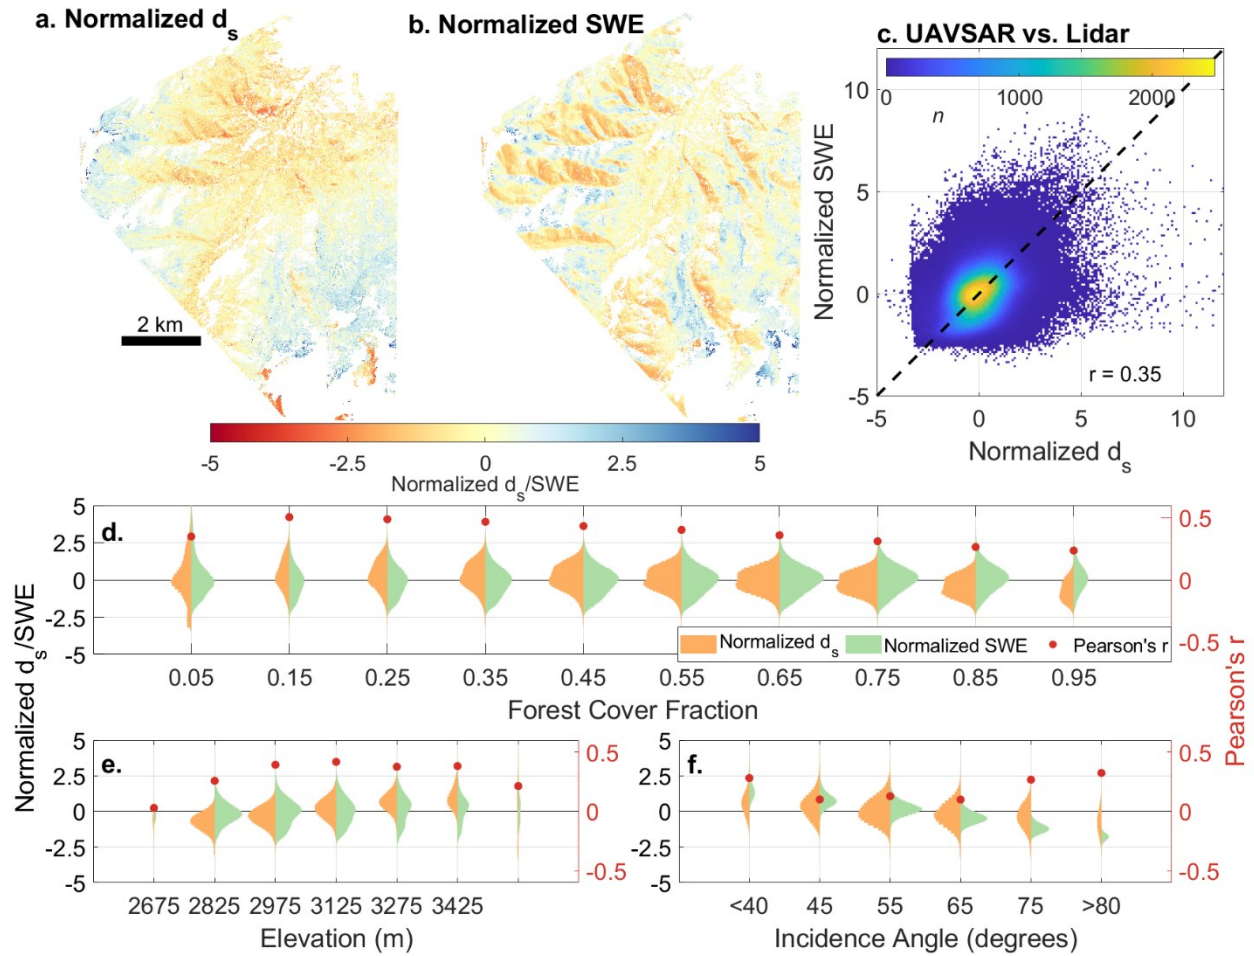 a. Normalized ds
b. Normalized SWE
c. UAVSAR vs. Lidar
2 km
-5 -2.5 0 2.5 5
Normalized ds/SWE
0 1000 2000
n
10
5
0
-5
Normalized SWE
r = 0.35
-5 0 5 10
Normalized ds
Normalized ds/SWE
d.
5
2.5
0
-2.5
-5
0.5
0
-0.5
Normalized ds Normalized SWE Pearson's r
0.05 0.15 0.25 0.35 0.45 0.55 0.65 0.75 0.85 0.95
Forest Cover Fraction
Pearson's r
e.
5
2.5
0
-2.5
-5
0.5
0
-0.5
2675 2825 2975 3125 3275 3425
Elevation (m)
f.
5
2.5
0
-2.5
-5
0.5
0
-0.5
<40 45 55 65 75 >80
Incidence Angle (degrees)